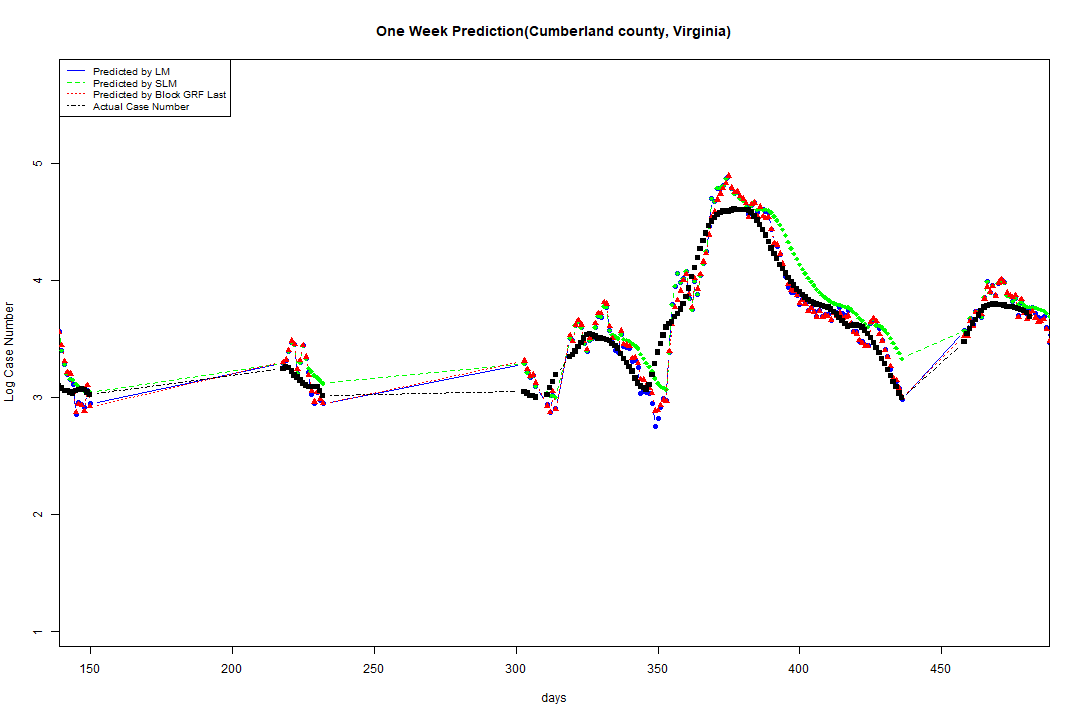 One Week Prediction(Cumberland county, Virginia)
Predicted by LM
Predicted by SLM
Predicted by Block GRF Last
Actual Case Number
Log Case Number
5
4
3
2
1
150 200 250 300 350 400 450
days